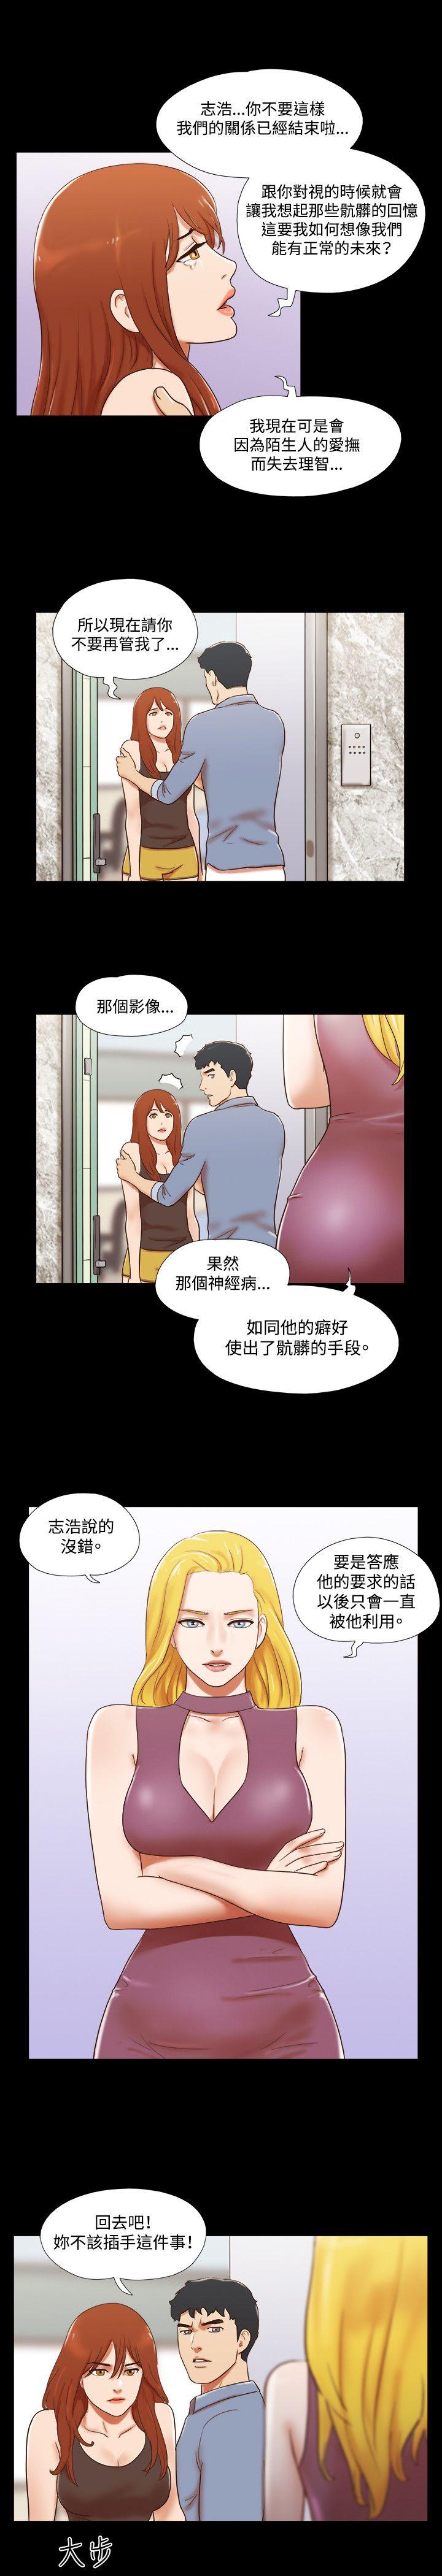 志浩...你不要這樣
我們的關係已經結束啦...
跟你對視的時候就會
讓我想起那些骯髒的回憶
這要我如何想像我們
能有正常的未來？
我現在可是會
因為陌生人的愛撫
而失去理智...
所以現在請你
不要再管我了...
那個影像...
果然
那個神經病...
如同他的癖好
使出了骯髒的手段。
志浩說的
沒錯。
要是答應
他的要求的話
以後只會一直
被他利用。
回去吧！
妳不該插手這件事！
大步